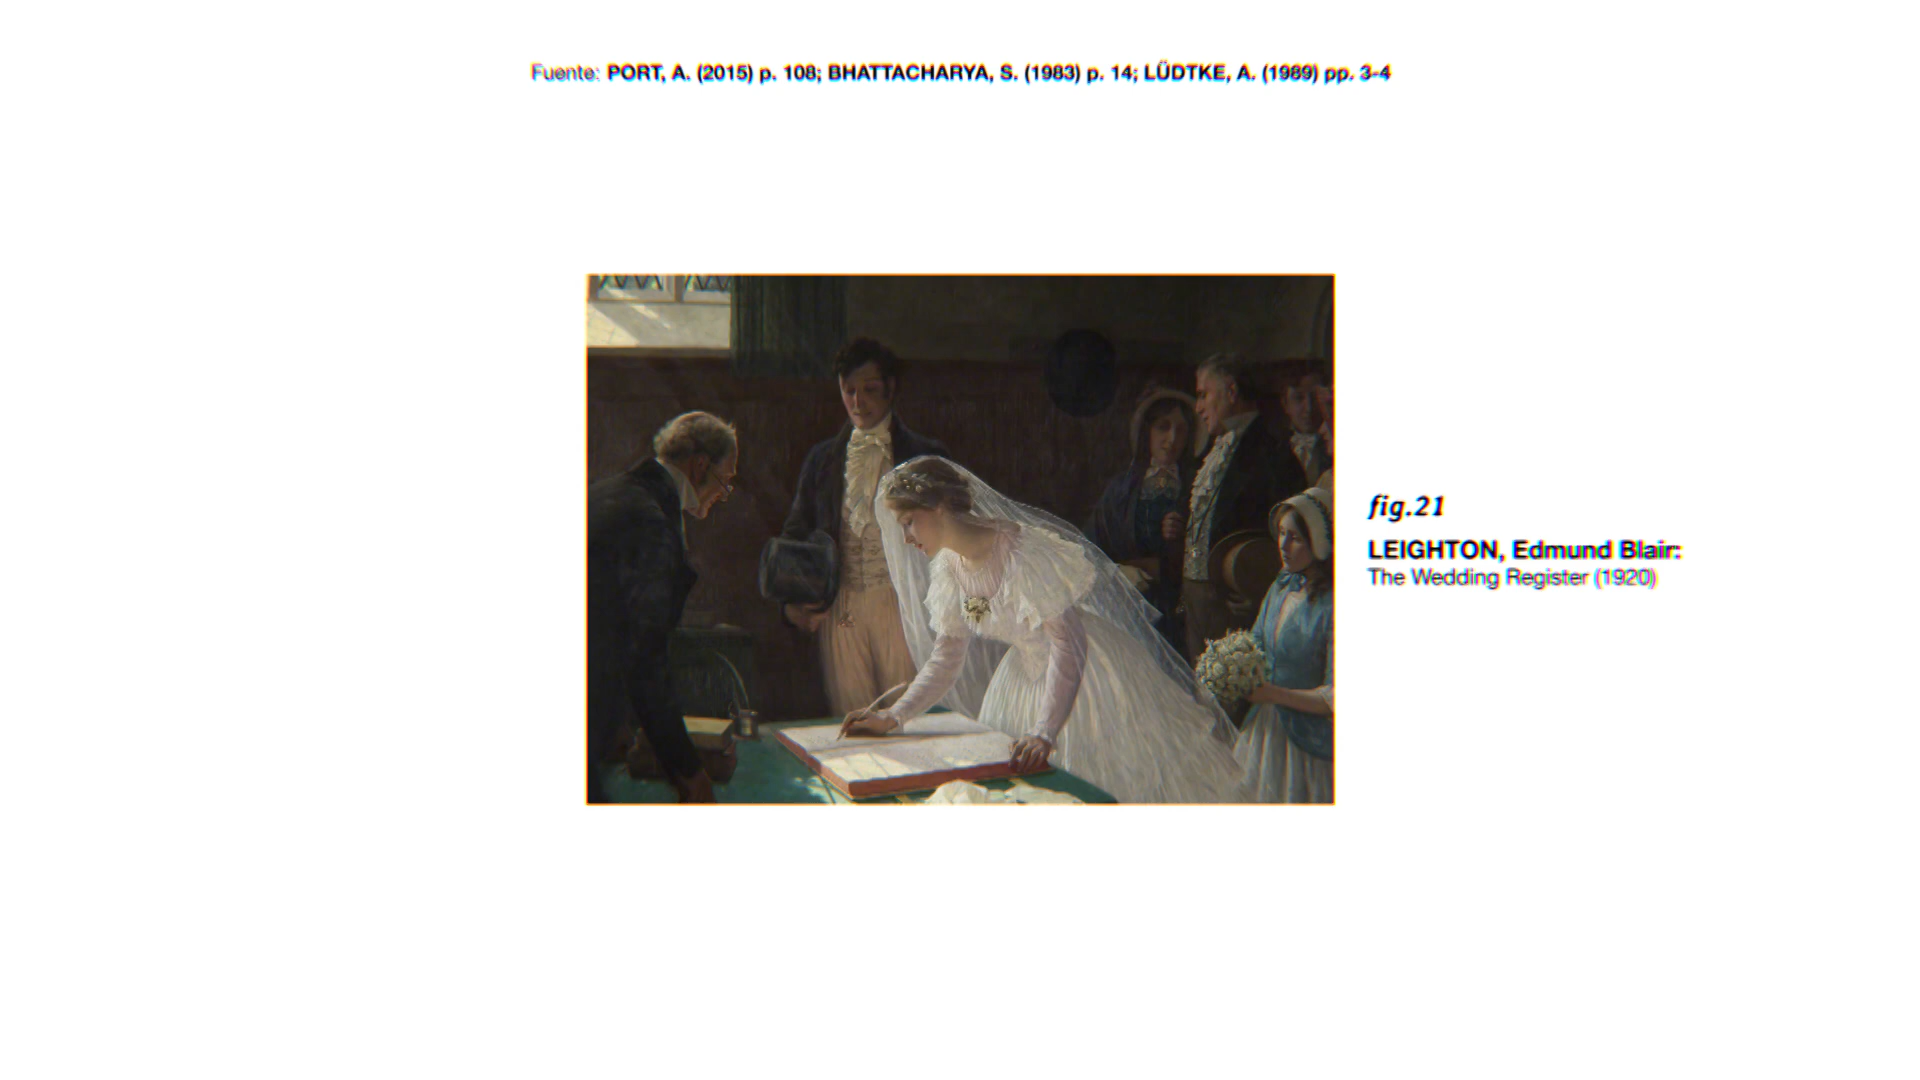 Fuente: PORT, A. (2015) p. 108; BHATTACHARYA, S. (1983) p. 14; LÜDTKE, A. (1989) pp. 3-4
fig.21
LEIGHTON, Edmund Blair:
The Wedding Register (1920)